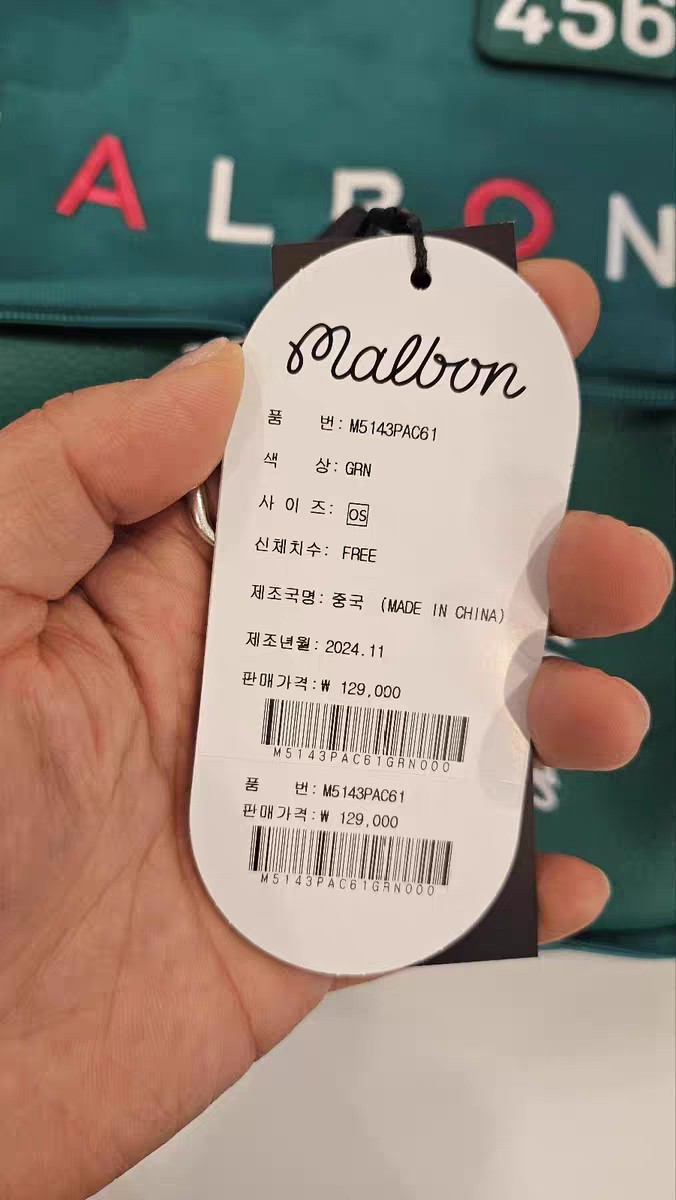 456
ALBON
Malbon
품 번: M5143PAC61
색 상: GRN
사 이 즈: OS
신체치수: FREE
제조국명: 중국 (MADE IN CHINA)
제조년월: 2024.11
판매가격:₩ 129,000
M5143PAC61GRN000
품 번: M5143PAC61
판매가격:₩ 129,000
M5143PAC61GRN000